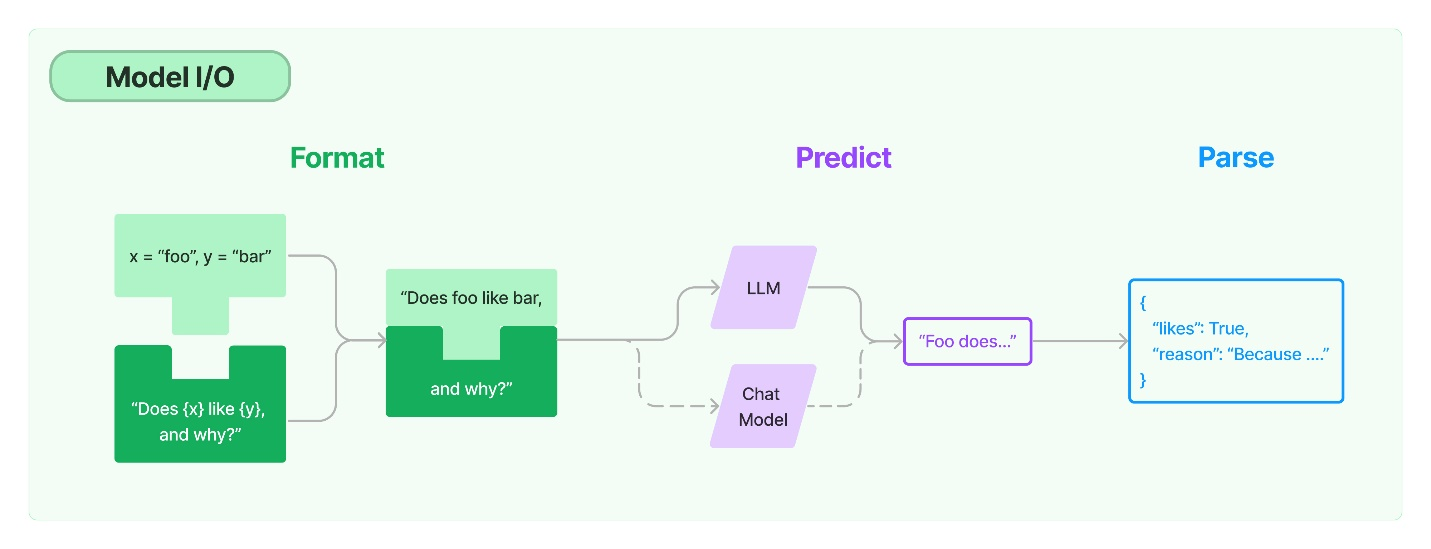 Model I/O
Format
Predict
Parse
x = “foo”, y = “bar”
“Does {x} like {y},
and why?”
“Does foo like bar,
and why?”
LLM
Chat
Model
“Foo does...”
{
“likes”: True,
“reason”: “Because ....”
}